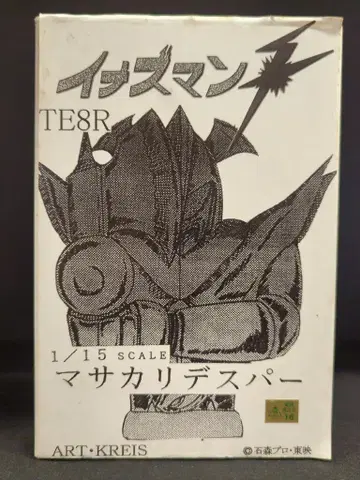 イナズマンF
TE8R
1/15 SCALE
マサカリデスパー
ART・KREIS
©石森プロ・東映